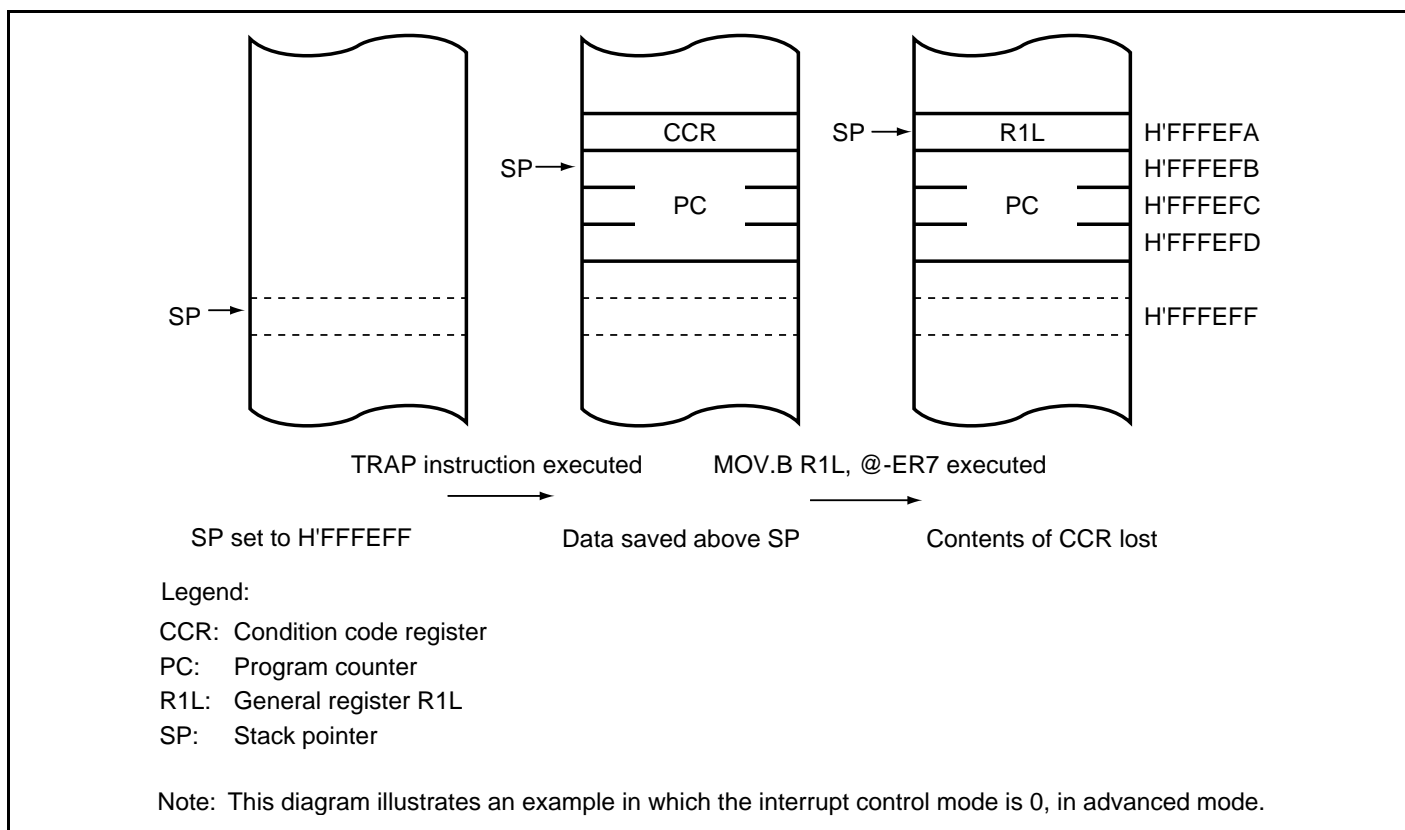 CCR
SP
R1L
H'FFFEFA
SP
H'FFFEFB
PC
PC
H'FFFEFC
H'FFFEFD
SP
H'FFFEFF
TRAP instruction executed
MOV.B R1L, @-ER7 executed
SP set to H'FFFEFF
Data saved above SP
Contents of CCR lost
Legend:
CCR: Condition code register
PC: Program counter
R1L: General register R1L
SP: Stack pointer
Note: This diagram illustrates an example in which the interrupt control mode is 0, in advanced mode.